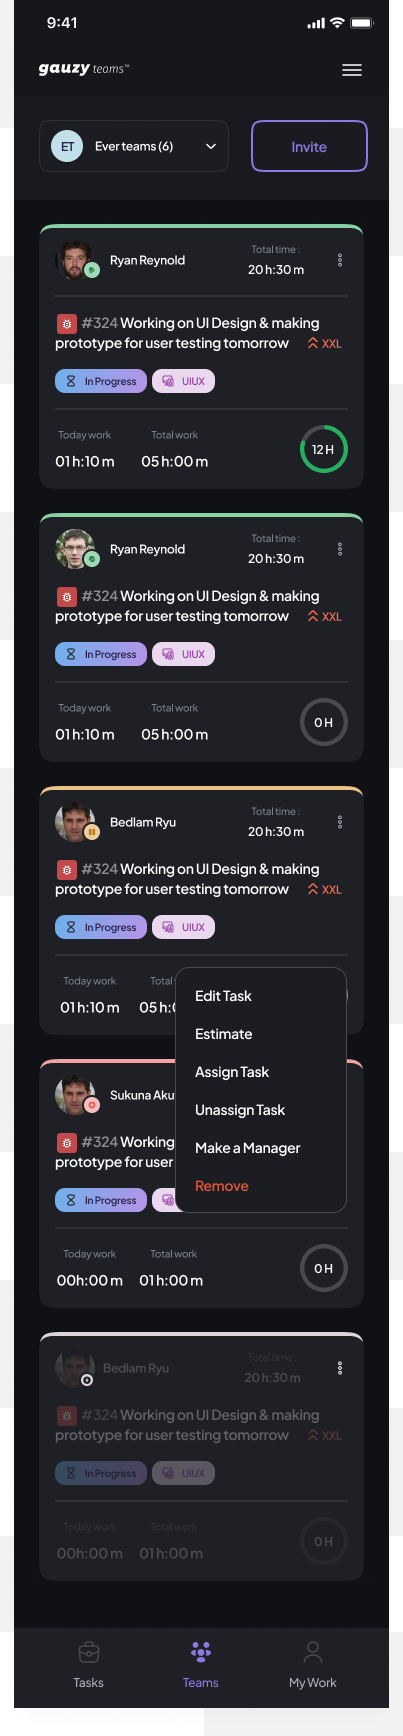 9:41
gauzy teams™
ET Ever teams (6) Invite
Total time :
Ryan Reynold
20 h:30 m
#324 Working on UI Design & making
prototype for user testing tomorrow XXL
In Progress UIUX
Today work Total work
01 h:10 m 05 h:00 m 12 H
Total time :
Ryan Reynold
20 h:30 m
#324 Working on UI Design & making
prototype for user testing tomorrow XXL
In Progress UIUX
Today work Total work
01 h:10 m 05 h:00 m 0 H
Total time :
Bedlam Ryu
20 h:30 m
#324 Working on UI Design & making
prototype for user testing tomorrow XXL
In Progress UIUX
Today work Total
01 h:10 m 05 h:
Edit Task
Estimate
Assign Task
Unassign Task
Make a Manager
Remove
Sukuna Aku
#324 Working
prototype for user
In Progress
Today work Total work
00h:00 m 01 h:00 m 0 H
Total time :
Bedlam Ryu
20 h:30 m
#324 Working on UI Design & making
prototype for user testing tomorrow XXL
In Progress UIUX
Today work Total work
00h:00 m 01 h:00 m 0 H
Tasks Teams My Work